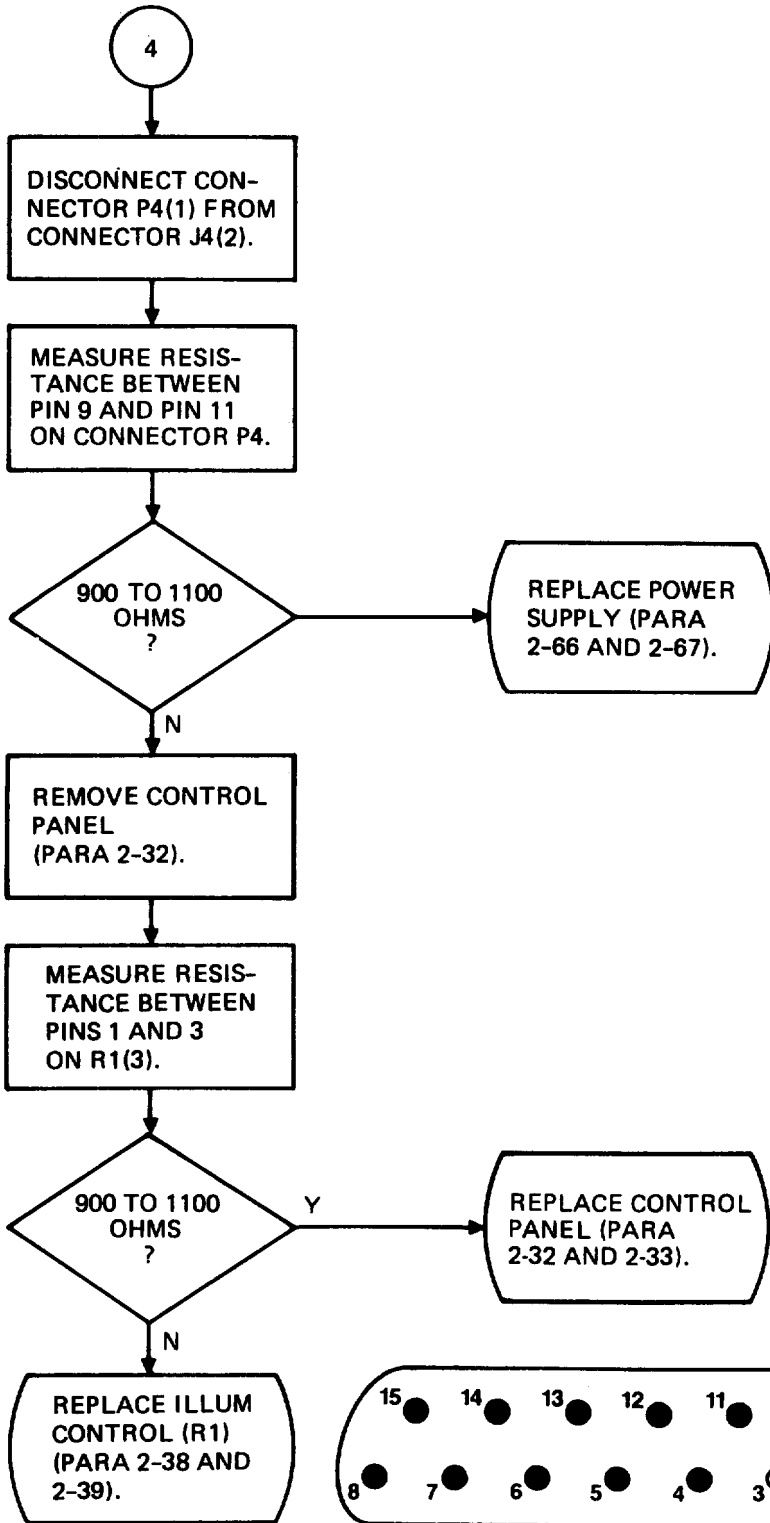 4
DISCONNECT CON-
NECTOR P4(1) FROM
CONNECTOR J4(2).
MEASURE RESIS-
TANCE BETWEEN
PIN 9 AND PIN 11
ON CONNECTOR P4.
900 TO 1100
OHMS
?
REPLACE POWER
SUPPLY (PARA
2-66 AND 2-67).
N
REMOVE CONTROL
PANEL
(PARA 2-32).
MEASURE RESIS-
TANCE BETWEEN
PINS 1 AND 3
ON R1(3).
900 TO 1100
OHMS
?
Y
REPLACE CONTROL
PANEL (PARA
2-32 AND 2-33).
N
REPLACE ILLUM
CONTROL (R1)
(PARA 2-38 AND
2-39).
15 14 13 12 11
8 7 6 5 4 3